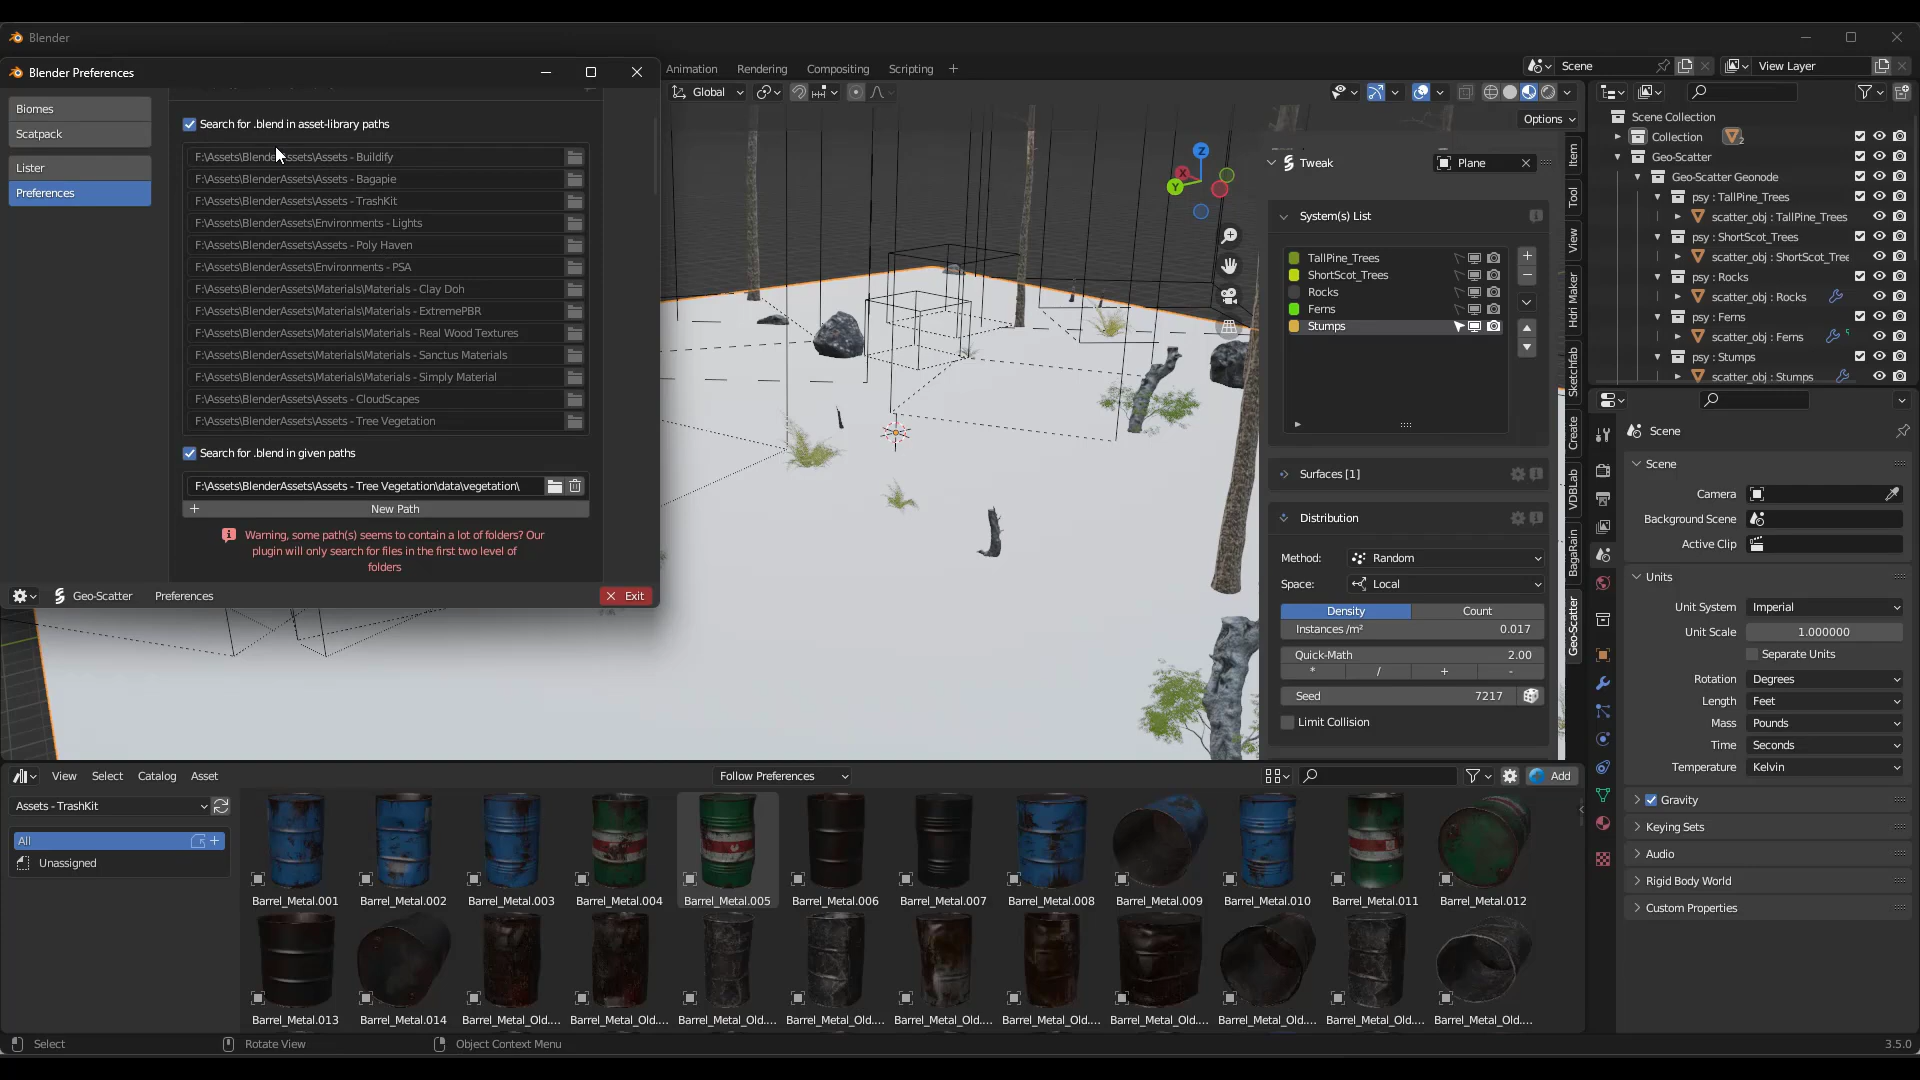 Blender
Blender Preferences
Animation
Rendering
Compositing
Scripting
Scene
View Layer
Global
Options
Biomes
Scatpack
Lister
Preferences
Search for .blend in asset-library paths
F:\Assets\BlenderAssets\Assets - Buildify
F:\Assets\BlenderAssets\Assets - Bagapie
F:\Assets\BlenderAssets\Assets - TrashKit
F:\Assets\BlenderAssets\Environments - Lights
F:\Assets\BlenderAssets\Assets - Poly Haven
F:\Assets\BlenderAssets\Environments - PSA
F:\Assets\BlenderAssets\Materials\Materials - Clay Doh
F:\Assets\BlenderAssets\Materials\Materials - ExtremePBR
F:\Assets\BlenderAssets\Materials\Materials - Real Wood Textures
F:\Assets\BlenderAssets\Materials\Materials - Sanctus Materials
F:\Assets\BlenderAssets\Materials\Materials - Simply Material
F:\Assets\BlenderAssets\Assets - CloudScapes
F:\Assets\BlenderAssets\Assets - Tree Vegetation
Search for .blend in given paths
F:\Assets\BlenderAssets\Assets - Tree Vegetation\data\vegetation\
New Path
Warning, some path(s) seems to contain a lot of folders? Our
plugin will only search for files in the first two level of
folders
Geo-Scatter
Preferences
Exit
Z
X
Y
Tweak
Plane
System(s) List
TallPine_Trees
ShortScot_Trees
Rocks
Ferns
Stumps
Surfaces [1]
Distribution
Method:
Random
Space:
Local
Density
Count
Instances /m²
0.017
Quick-Math
2.00
*
/
+
-
Seed
7217
Limit Collision
Item
Tool
View
Hdri Maker
Sketchfab
Create
VDBLab
BagaRain
Geo-Scatter
Scene Collection
Collection
2
Geo-Scatter
Geo-Scatter Geonode
psy : TallPine_Trees
scatter_obj : TallPine_Trees
psy : ShortScot_Trees
scatter_obj : ShortScot_Tree
psy : Rocks
scatter_obj : Rocks
psy : Ferns
scatter_obj : Ferns
psy : Stumps
scatter_obj : Stumps
Scene
Scene
Camera
Background Scene
Active Clip
Units
Unit System
Imperial
Unit Scale
1.000000
Separate Units
Rotation
Degrees
Length
Feet
Mass
Pounds
Time
Seconds
Temperature
Kelvin
Gravity
Keying Sets
Audio
Rigid Body World
Custom Properties
View
Select
Catalog
Asset
Follow Preferences
Add
Assets - TrashKit
All
Unassigned
Barrel_Metal.001
Barrel_Metal.002
Barrel_Metal.003
Barrel_Metal.004
Barrel_Metal.005
Barrel_Metal.006
Barrel_Metal.007
Barrel_Metal.008
Barrel_Metal.009
Barrel_Metal.010
Barrel_Metal.011
Barrel_Metal.012
Barrel_Metal.013
Barrel_Metal.014
Barrel_Metal_Old....
Barrel_Metal_Old....
Barrel_Metal_Old....
Barrel_Metal_Old....
Barrel_Metal_Old....
Barrel_Metal_Old....
Barrel_Metal_Old....
Barrel_Metal_Old....
Barrel_Metal_Old....
Barrel_Metal_Old....
Select
Rotate View
Object Context Menu
3.5.0